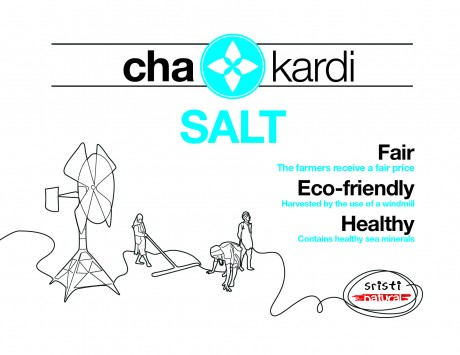 cha kardi
SALT
Fair
The farmers receive a fair price
Eco-friendly
Harvested by the use of a windmill
Healthy
Contains healthy sea minerals
sristi
natural